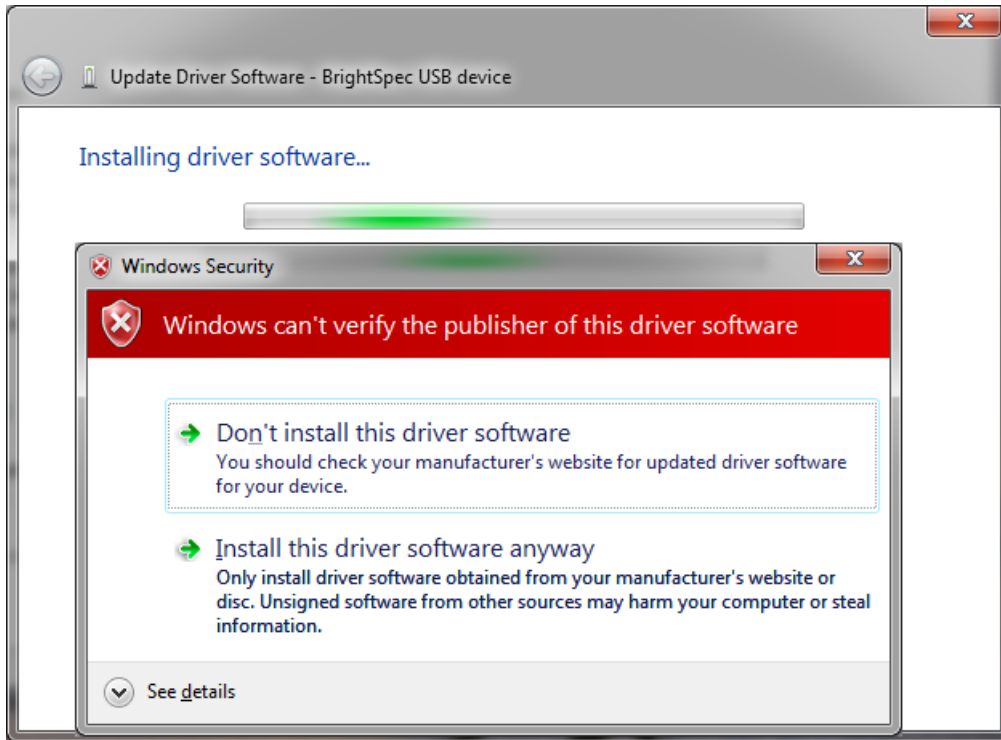 Update Driver Software - BrightSpec USB device
Installing driver software...
Windows Security
Windows can't verify the publisher of this driver software
Don't install this driver software
You should check your manufacturer's website for updated driver software
for your device.
Install this driver software anyway
Only install driver software obtained from your manufacturer's website or
disc. Unsigned software from other sources may harm your computer or steal
information.
See details